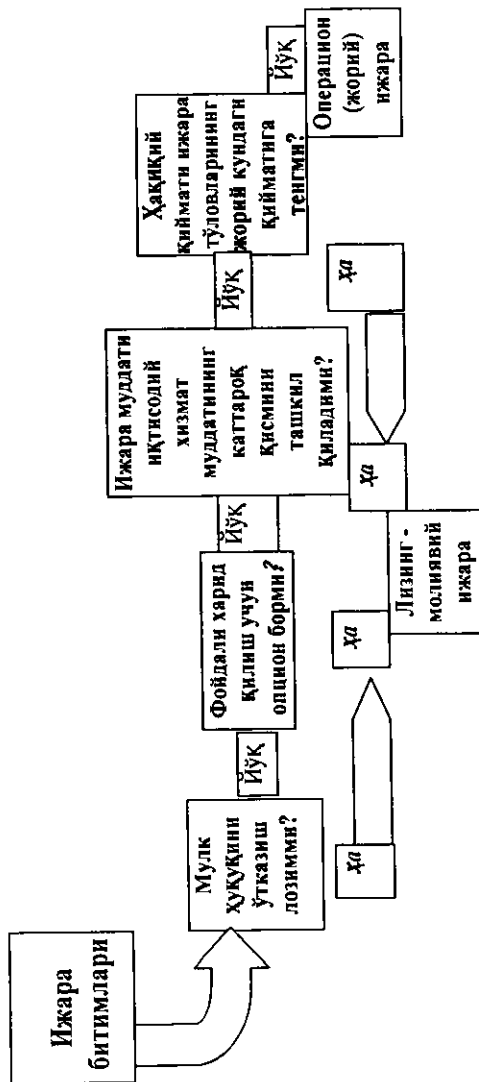 Ижара
битимлари
Мулк
ҳуқуқини
ўтказиш
лозимми?
Йўқ
ҳа
Фойдали харид
қилиш учун
опцион борми?
Йўқ
ҳа
Ижара муддати
иқтисодий
хизмат
муддатининг
каттароқ
қисмини
ташкил
қиладими?
Йўқ
ҳа
Ҳақиқий
қиймати ижара
тўловларининг
жорий кундаги
қийматига
тенгми?
Йўқ
ҳа
Операцион
(жорий)
ижара
Лизинг-
молиявий
ижара